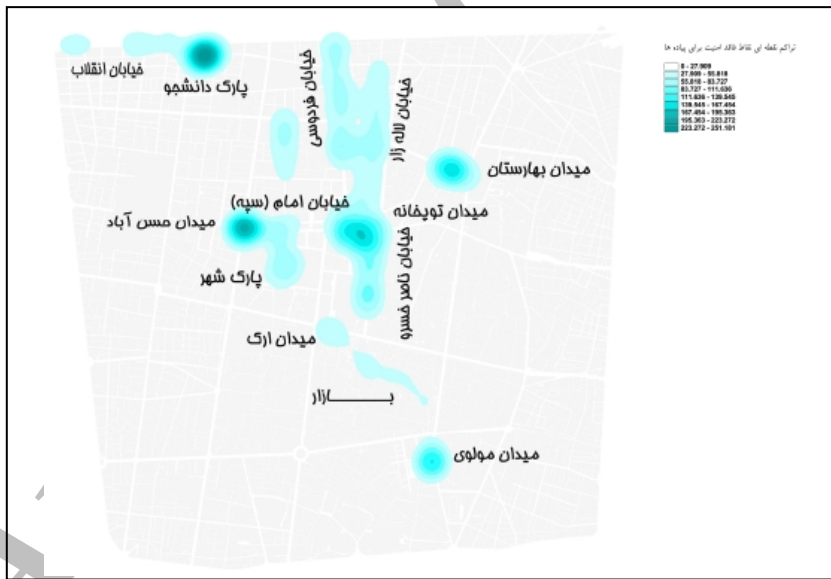 تراکم نقطه ای نقاط فاقد امنیت برای پیاده ها
0 - 27.909
27.909 - 55.818
55.818 - 83.727
83.727 - 111.636
111.636 - 139.545
139.545 - 167.454
167.454 - 195.363
195.363 - 223.272
223.272 - 251.181
خیابان انقلاب
پارک دانشجو
خیابان فردوسی
خیابان لاله زار
میدان بهارستان
خیابان امام (سپه)
میدان توپخانه
میدان حسن آباد
پارک شهر
خیابان ناصر خسرو
میدان ارگ
بـــــازار
میدان مولوی